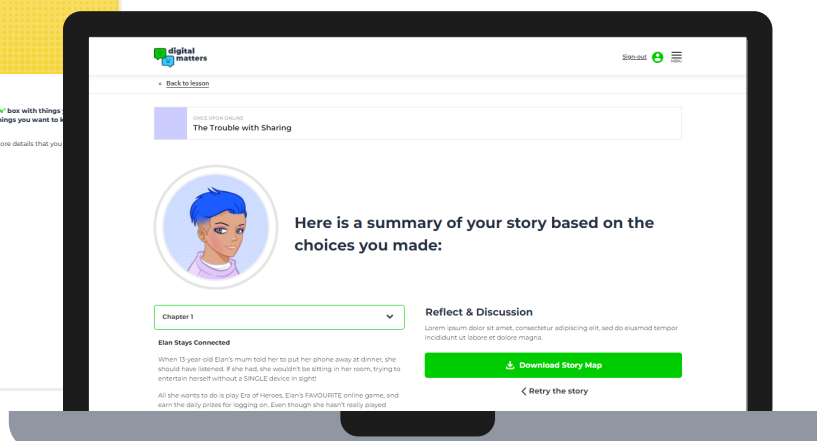 digital
matters
Sign out
MENU
< Back to lesson
box with things
ings you want to
ore details that you
ONCE UPON ONLINE
The Trouble with Sharing
Here is a summary of your story based on the
choices you made:
Chapter 1
Elan Stays Connected
When 13-year-old Elan's mum told her to put her phone away at dinner, she
should have listened. If she had, she wouldn't be sitting in her room, trying to
entertain herself without a SINGLE device in sight!
All she wants to do is play Era of Heroes, Elan's FAVOURITE online game, and
earn the daily prizes for logging on. Even though she hasn't really played
Reflect & Discussion
Lorem ipsum dolor sit amet, consectetur adipiscing elit, sed do eiusmod tempor
incididunt ut labore et dolore magna.
Download Story Map
< Retry the story